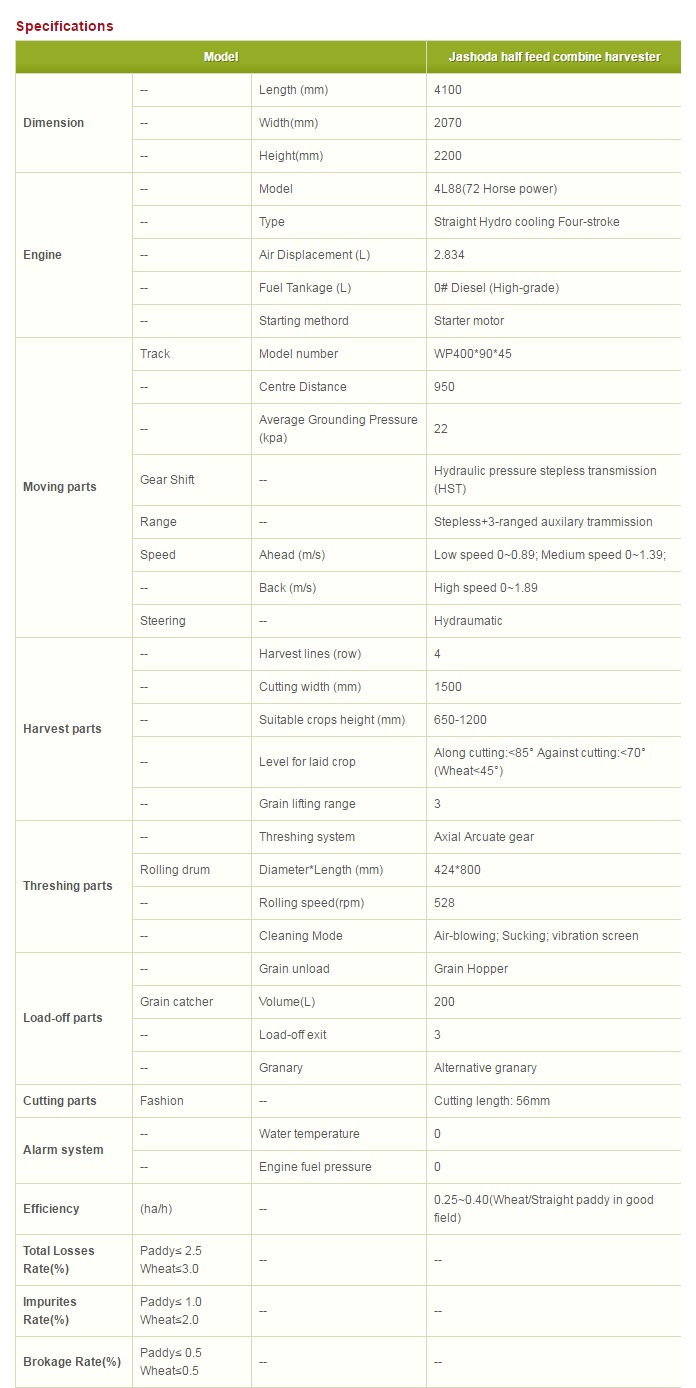 Specifications
Model Jashoda half feed combine harvester
Dimension
-- Length (mm) 4100
-- Width(mm) 2070
-- Height(mm) 2200
Engine
-- Model 4L88(72 Horse power)
-- Type Straight Hydro cooling Four-stroke
-- Air Displacement (L) 2.834
-- Fuel Tankage (L) 0# Diesel (High-grade)
-- Starting methord Starter motor
Moving parts
Track Model number WP400*90*45
-- Centre Distance 950
-- Average Grounding Pressure
(kpa) 22
Gear Shift -- Hydraulic pressure stepless transmission
(HST)
Range -- Stepless+3-ranged auxilary trammission
Speed Ahead (m/s) Low speed 0~0.89; Medium speed 0~1.39;
-- Back (m/s) High speed 0~1.89
Steering -- Hydraumatic
Harvest parts
-- Harvest lines (row) 4
-- Cutting width (mm) 1500
-- Suitable crops height (mm) 650-1200
-- Level for laid crop Along cutting:<85° Against cutting:<70°
(Wheat<45°)
-- Grain lifting range 3
Threshing parts
-- Threshing system Axial Arcuate gear
Rolling drum Diameter*Length (mm) 424*800
-- Rolling speed(rpm) 528
-- Cleaning Mode Air-blowing; Sucking; vibration screen
Load-off parts
-- Grain unload Grain Hopper
Grain catcher Volume(L) 200
-- Load-off exit 3
-- Granary Alternative granary
Cutting parts Fashion -- Cutting length: 56mm
Alarm system
-- Water temperature 0
-- Engine fuel pressure 0
Efficiency (ha/h) -- 0.25~0.40(Wheat/Straight paddy in good
field)
Total Losses
Rate(%)
Paddy≤ 2.5
Wheat≤3.0
-- --
Impurites
Rate(%)
Paddy≤ 1.0
Wheat≤2.0
-- --
Brokage Rate(%)
Paddy≤ 0.5
Wheat≤0.5
-- --